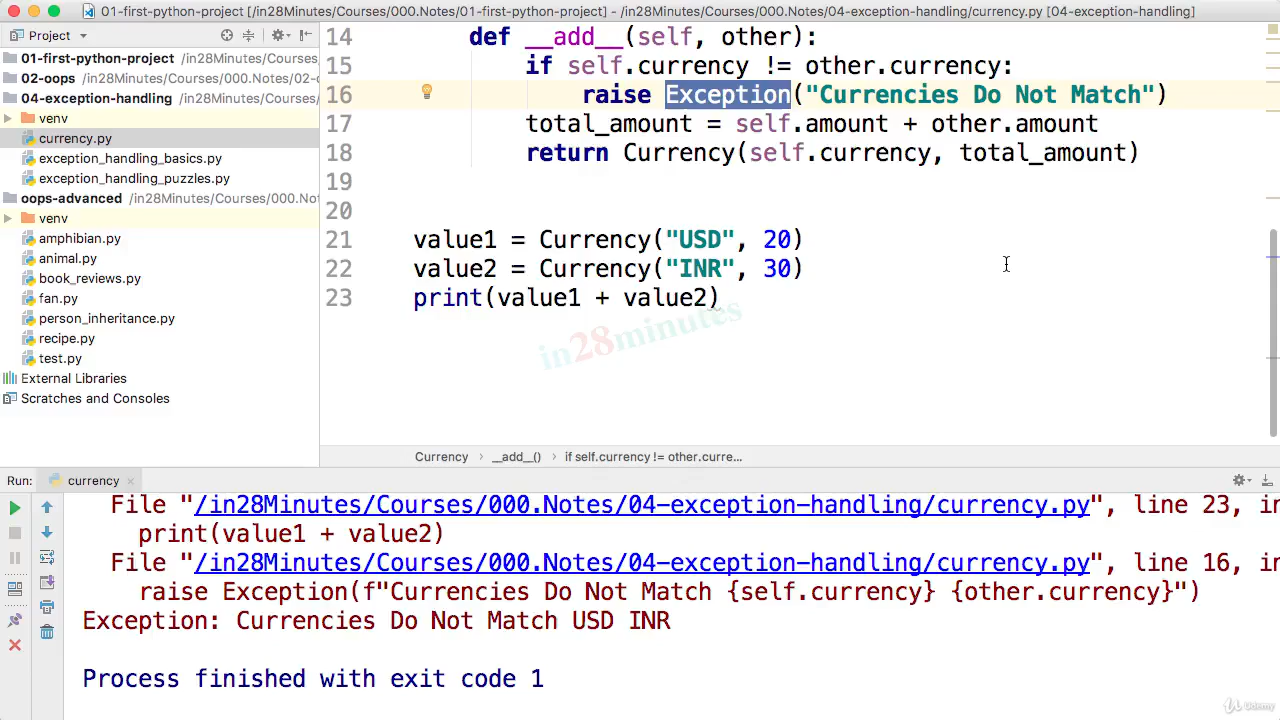 01-first-python-project [/in28Minutes/Courses/000.Notes/01-first-python-project] - /in28Minutes/Courses/000.Notes/04-exception-handling/currency.py [04-exception-handling]
Project
01-first-python-project /in28Minutes/Courses/
02-oops /in28Minutes/Courses/000.Notes/02-o
04-exception-handling /in28Minutes/Courses/
venv
currency.py
exception_handling_basics.py
exception_handling_puzzles.py
oops-advanced /in28Minutes/Courses/000.Not
venv
amphibian.py
animal.py
book_reviews.py
fan.py
person_inheritance.py
recipe.py
test.py
External Libraries
Scratches and Consoles
14 def __add__(self, other):
15 if self.currency != other.currency:
16 raise Exception("Currencies Do Not Match")
17 total_amount = self.amount + other.amount
18 return Currency(self.currency, total_amount)
19
20
21 value1 = Currency("USD", 20)
22 value2 = Currency("INR", 30)
23 print(value1 + value2)
in28minutes
Currency › __add__() › if self.currency != other.curre...
Run: currency
File "/in28Minutes/Courses/000.Notes/04-exception-handling/currency.py", line 23, in
print(value1 + value2)
File "/in28Minutes/Courses/000.Notes/04-exception-handling/currency.py", line 16, in
raise Exception(f"Currencies Do Not Match {self.currency} {other.currency}")
Exception: Currencies Do Not Match USD INR
Process finished with exit code 1
Udemy